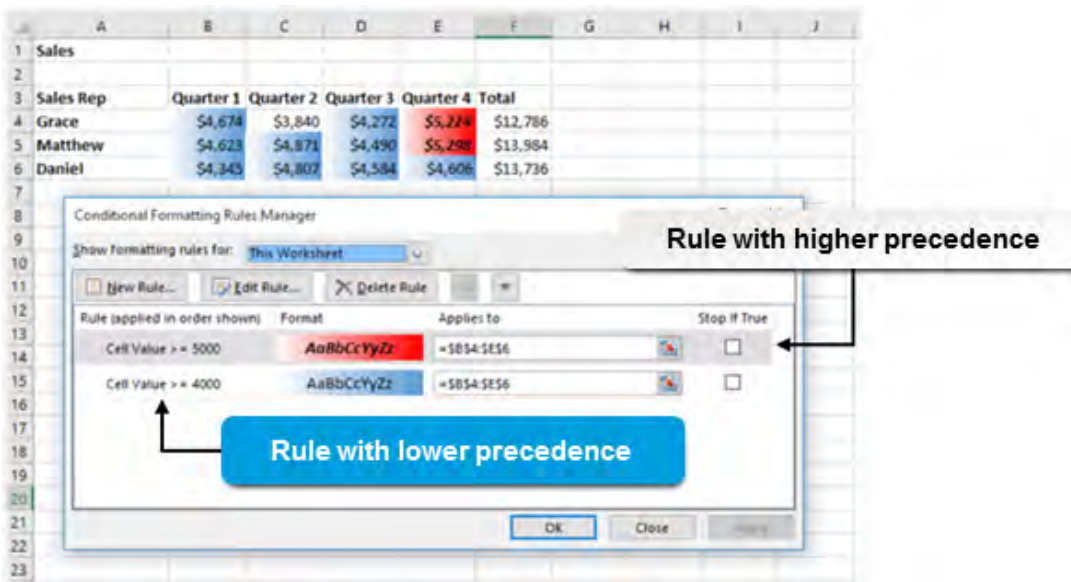 A B C D E F G H I J
1 Sales
2
3 Sales Rep Quarter 1 Quarter 2 Quarter 3 Quarter 4 Total
4 Grace $4,674 $3,840 $4,272 $5,224 $12,786
5 Matthew $4,623 $4,871 $4,490 $5,298 $13,984
6 Daniel $4,345 $4,807 $4,584 $4,606 $13,736
7
8 Conditional Formatting Rules Manager
Rule with higher precedence
9 Show formatting rules for: This Worksheet
10
11 New Rule... Edit Rule... Delete Rule
12 Rule (applied in order shown) Format Applies to Stop If True
13
14 Cell Value >= 5000 AaBbCcYyZz =$B$4:$E$6
15 Cell Value >= 4000 AaBbCcYyZz =$B$4:$E$6
16
17
18 Rule with lower precedence
19
20
21 OK Close
22
23